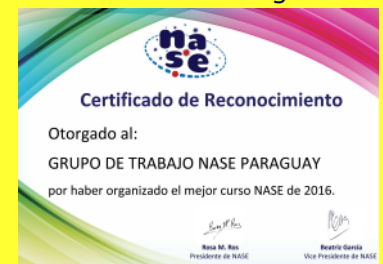 na
s e
Certificado de Reconocimiento
Otorgado al:
GRUPO DE TRABAJO NASE PARAGUAY
por haber organizado el mejor curso NASE de 2016.
Rosa M. Ros
Beatriz García
Presidente de NASE
Vice Presidente de NASE